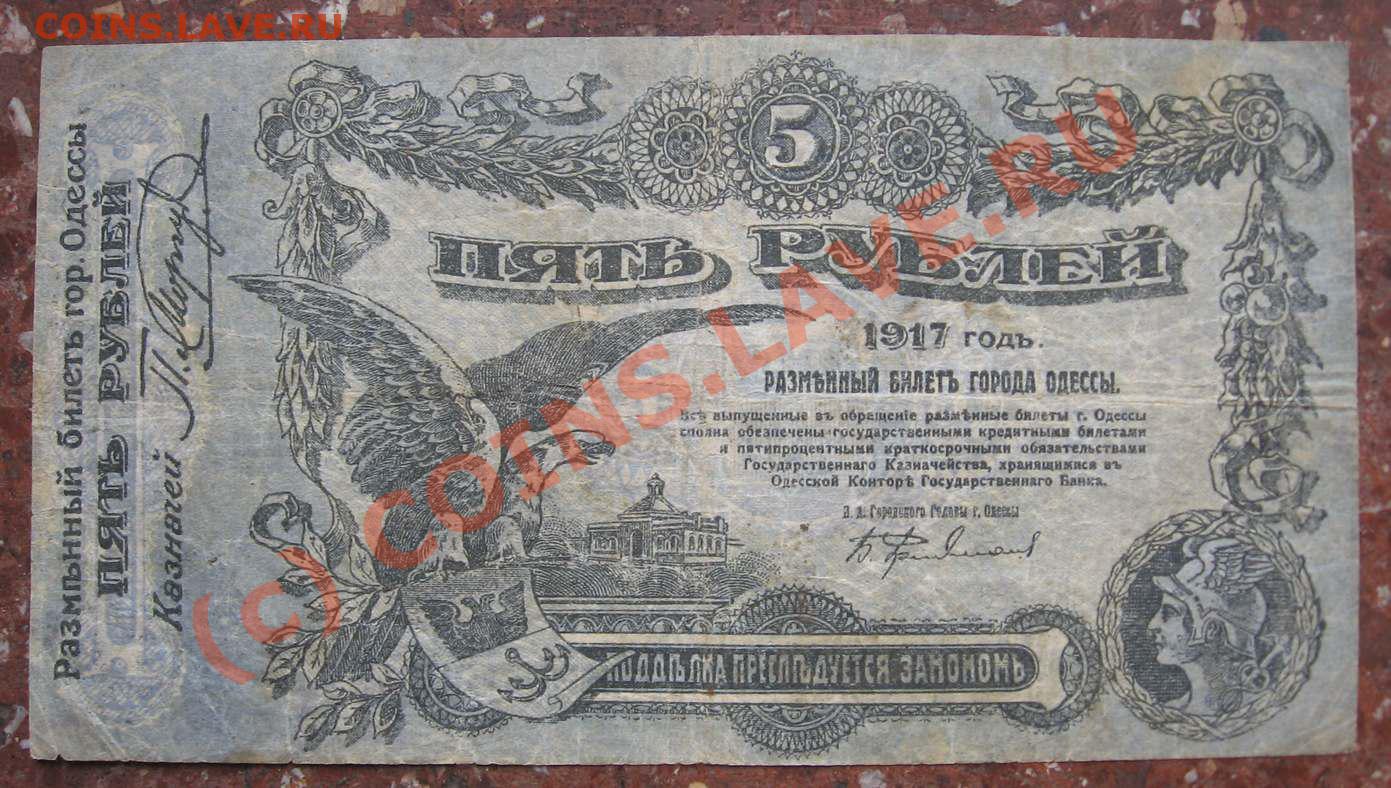 COINS.LAVE.RU
Размѣнный билетъ гор. Одессы
ПЯТЬ РУБЛЕЙ
Казначей
5
ПЯТЬ РУБЛЕЙ
1917 годъ.
РАЗМѢННЫЙ БИЛЕТЪ ГОРОДА ОДЕССЫ.
Всѣ выпущенные въ обращеніе размѣнные билеты г. Одессы
сполна обезпечены государственными кредитными билетами
и пятипроцентными краткосрочными обязательствами
Государственнаго Казначейства, хранящимися въ
Одесской Конторѣ Государственнаго Банка.
И. д. Городского Головы г. Одессы
ПОДДѢЛКА ПРЕСЛѢДУЕТСЯ ЗАКОНОМЪ
(c) COINS.LAVE.RU